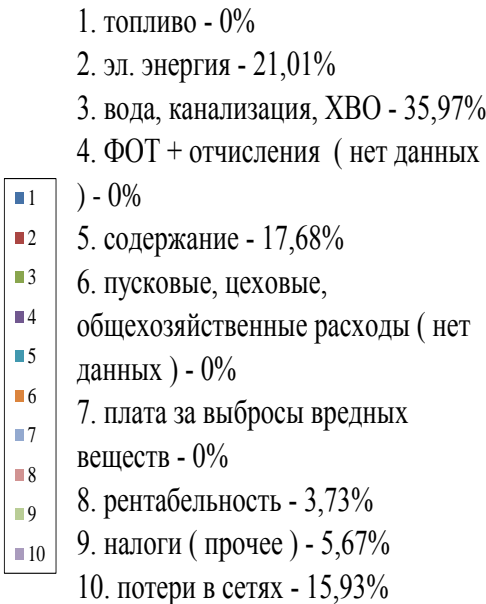 1. топливо - 0%
2. эл. энергия - 21,01%
3. вода, канализация, ХВО - 35,97%
4. ФОТ + отчисления ( нет данных
) - 0%
5. содержание - 17,68%
6. пусковые, цеховые,
общехозяйственные расходы ( нет
данных ) - 0%
7. плата за выбросы вредных
веществ - 0%
8. рентабельность - 3,73%
9. налоги ( прочее ) - 5,67%
10. потери в сетях - 15,93%
1
2
3
4
5
6
7
8
9
10